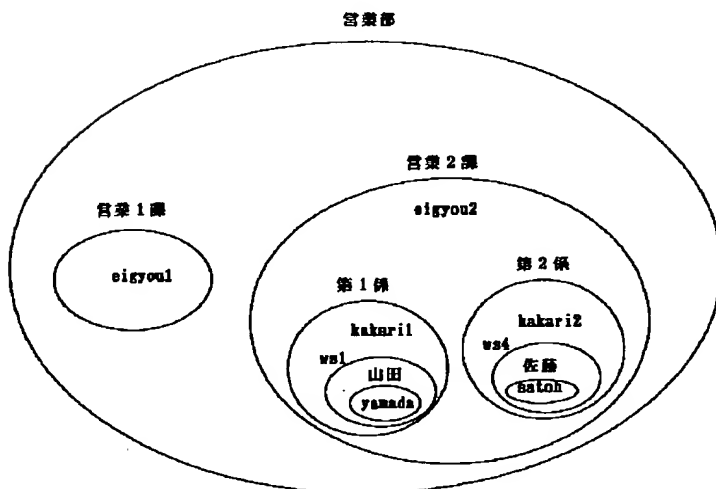 営業部
営業2課
eigyou2
営業1課
eigyou1
第1係
kakari1
ws1
山田
yamada
第2係
kakari2
ws4
佐藤
satoh